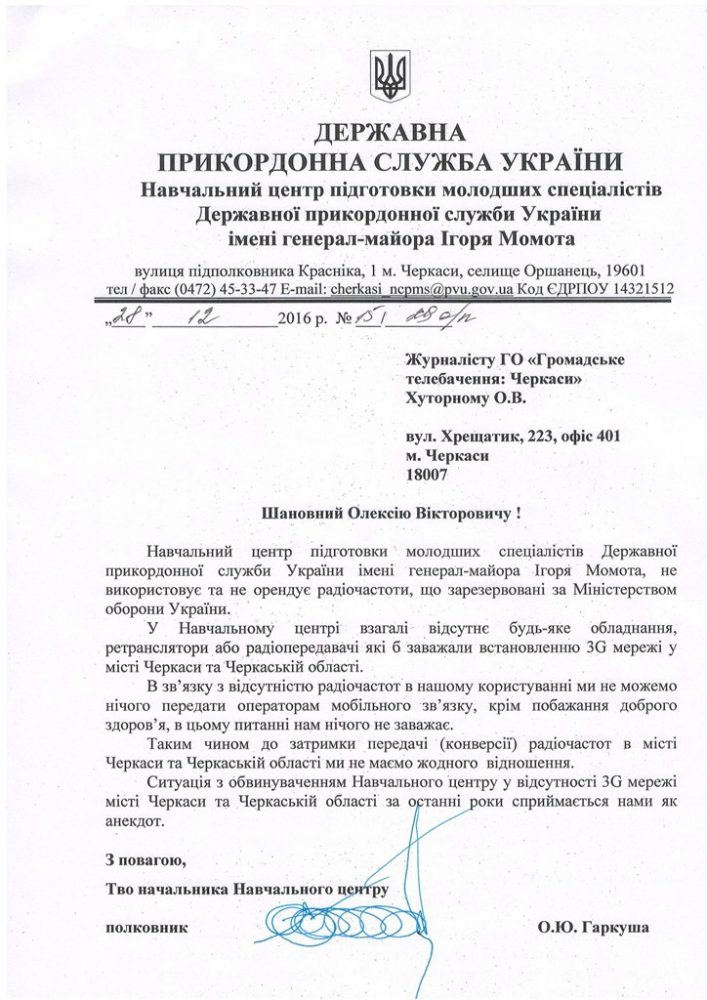 ДЕРЖАВНА
ПРИКОРДОННА СЛУЖБА УКРАЇНИ
Навчальний центр підготовки молодших спеціалістів
Державної прикордонної служби України
імені генерал-майора Ігоря Момота
вулиця підполковника Красніка, 1 м. Черкаси, селище Оршанець, 19601
тел / факс (0472) 45-33-47 E-mail: cherkasi_ncpms@pvu.gov.ua Код ЄДРПОУ 14321512
„28” 12 2016 р. №
Журналісту ГО «Громадське
телебачення: Черкаси»
Хуторному О.В.
вул. Хрещатик, 223, офіс 401
м. Черкаси
18007
Шановний Олексію Вікторовичу !
Навчальний центр підготовки молодших спеціалістів Державної
прикордонної служби України імені генерал-майора Ігоря Момота, не
використовує та не орендує радіочастоти, що зарезервовані за Міністерством
оборони України.
У Навчальному центрі взагалі відсутнє будь-яке обладнання,
ретранслятори або радіопередавачі які б заважали встановленню 3G мережі у
місті Черкаси та Черкаській області.
В зв’язку з відсутністю радіочастот в нашому користуванні ми не можемо
нічого передати операторам мобільного зв’язку, крім побажання доброго
здоров’я, в цьому питанні нам нічого не заважає.
Таким чином до затримки передачі (конверсії) радіочастот в місті
Черкаси та Черкаській області ми не маємо жодного відношення.
Ситуація з обвинуваченням Навчального центру у відсутності 3G мережі
місті Черкаси та Черкаській області за останні роки сприймається нами як
анекдот.
З повагою,
Тво начальника Навчального центру
полковник О.Ю. Гаркуша